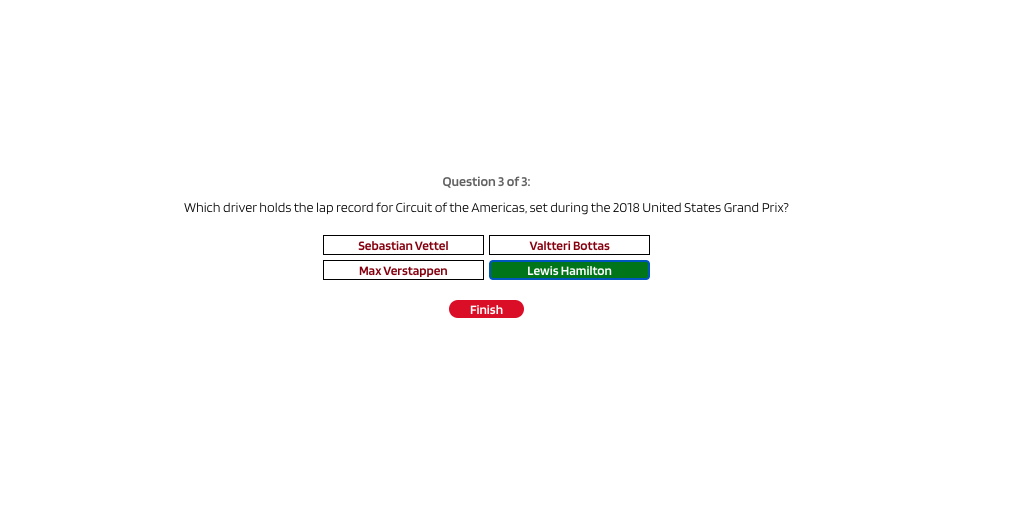 Question 3 of 3:
Which driver holds the lap record for Circuit of the Americas, set during the 2018 United States Grand Prix?
Sebastian Vettel
Valtteri Bottas
Max Verstappen
Lewis Hamilton
Finish